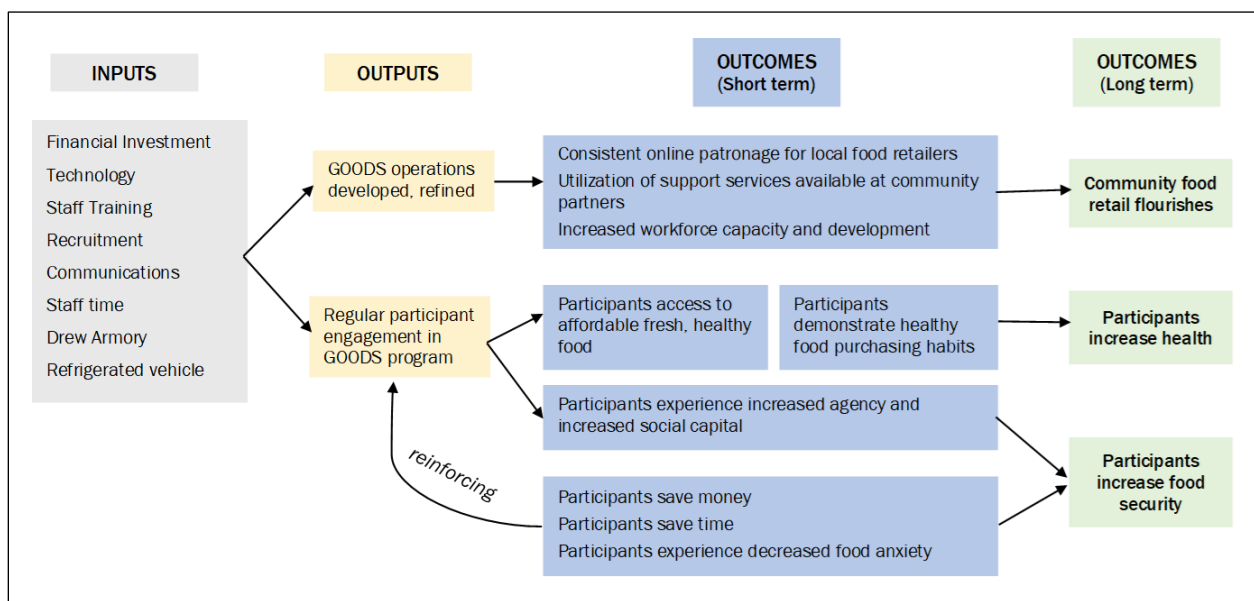 INPUTS
OUTPUTS
OUTCOMES
(Short term)
OUTCOMES
(Long term)
Financial Investment
Technology
Staff Training
Recruitment
Communications
Staff time
Drew Armory
Refrigerated vehicle
GOODS operations
developed, refined
Consistent online patronage for local food retailers
Utilization of support services available at community
partners
Increased workforce capacity and development
Community food
retail flourishes
Regular participant
engagement in
GOODS program
Participants access to
affordable fresh, healthy
food
Participants
demonstrate healthy
food purchasing habits
Participants
increase health
Participants experience increased agency and
increased social capital
reinforcing
Participants save money
Participants save time
Participants experience decreased food anxiety
Participants
increase food
security